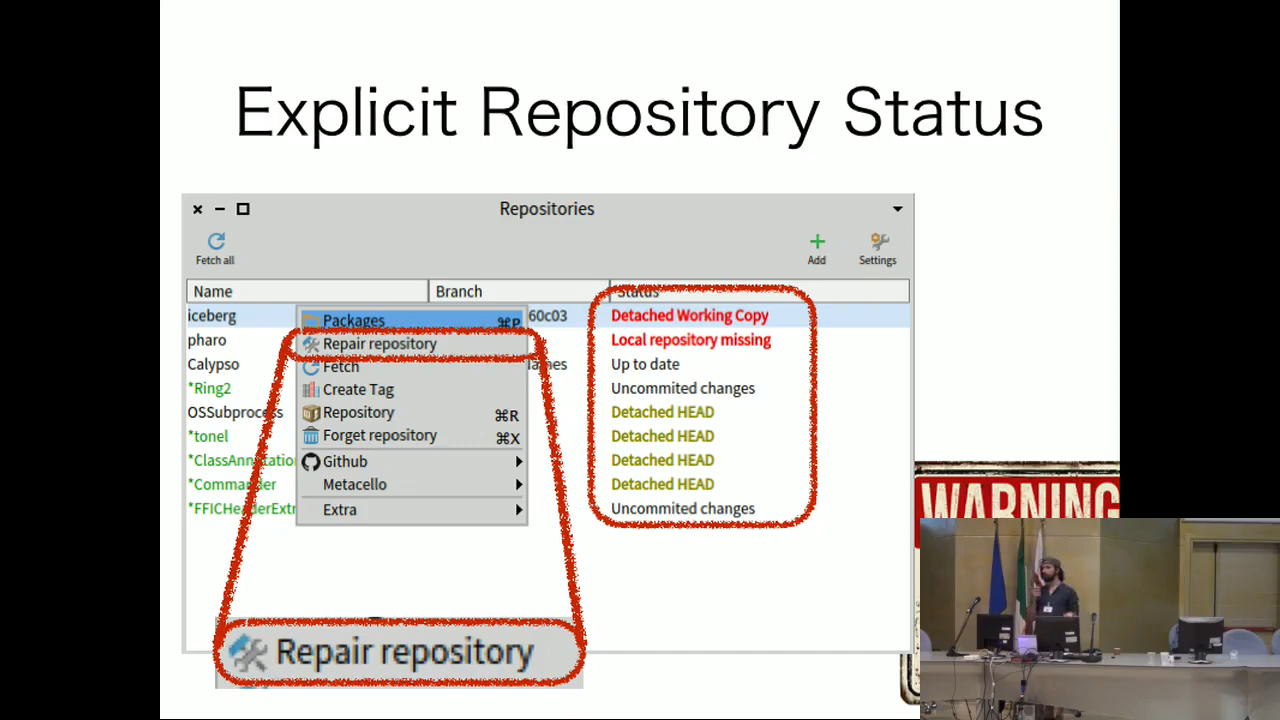 Explicit Repository Status
Repositories
Fetch all
Add
Settings
Name Branch Status
iceberg 60c03 Detached Working Copy
Packages ⌘P
pharo Local repository missing
Repair repository
Calypso Up to date
Fetch
*Ring2 Uncommited changes
Create Tag
OSSubprocess Detached HEAD
Repository ⌘R
*tonel Detached HEAD
Forget repository ⌘X
Detached HEAD
Github
*Commander Detached HEAD
Metacello
Uncommited changes
Extra
Repair repository
WARNING